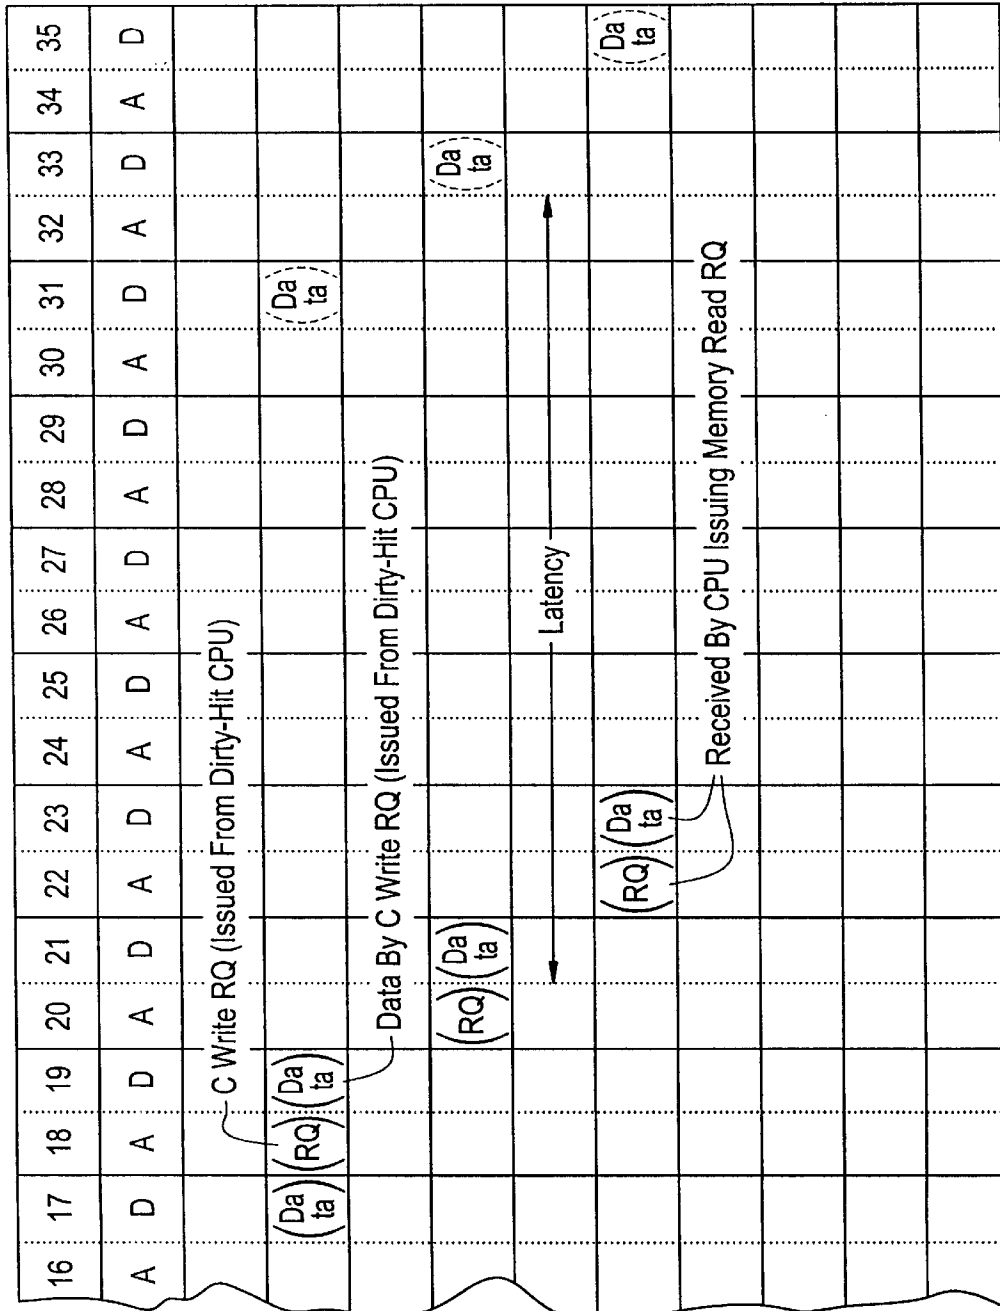 16 17 18 19 20 21 22 23 24 25 26 27 28 29 30 31 32 33 34 35
A D A D A D A D A D A D A D A D A D A D
C Write RQ (Issued From Dirty-Hit CPU)
(Da ta) (RQ) (Da ta) (Da ta)
Data By C Write RQ (Issued From Dirty-Hit CPU)
(RQ) (Da ta) (Da ta)
Latency
(RQ) (Da ta) (Da ta)
Received By CPU Issuing Memory Read RQ